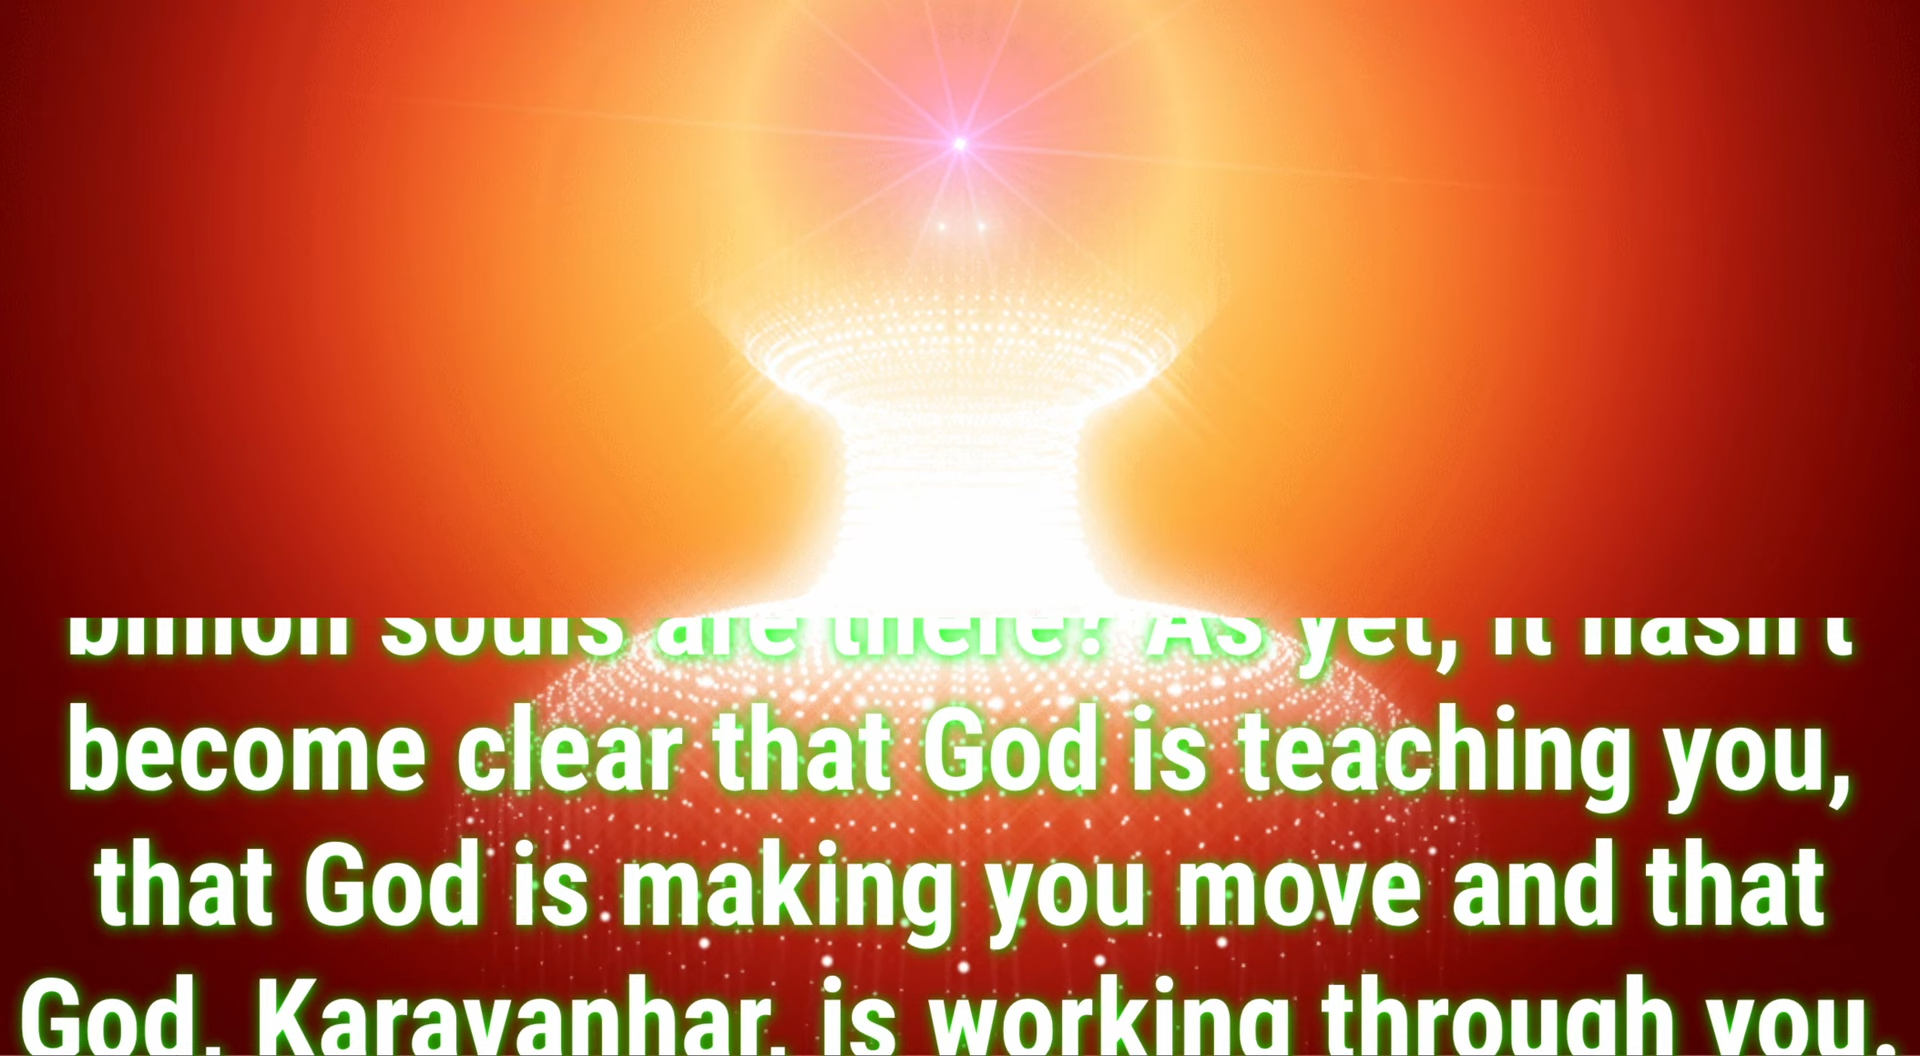 billion souls are there? As yet, it hasn't
become clear that God is teaching you,
that God is making you move and that
God, Karavanhar, is working through you.